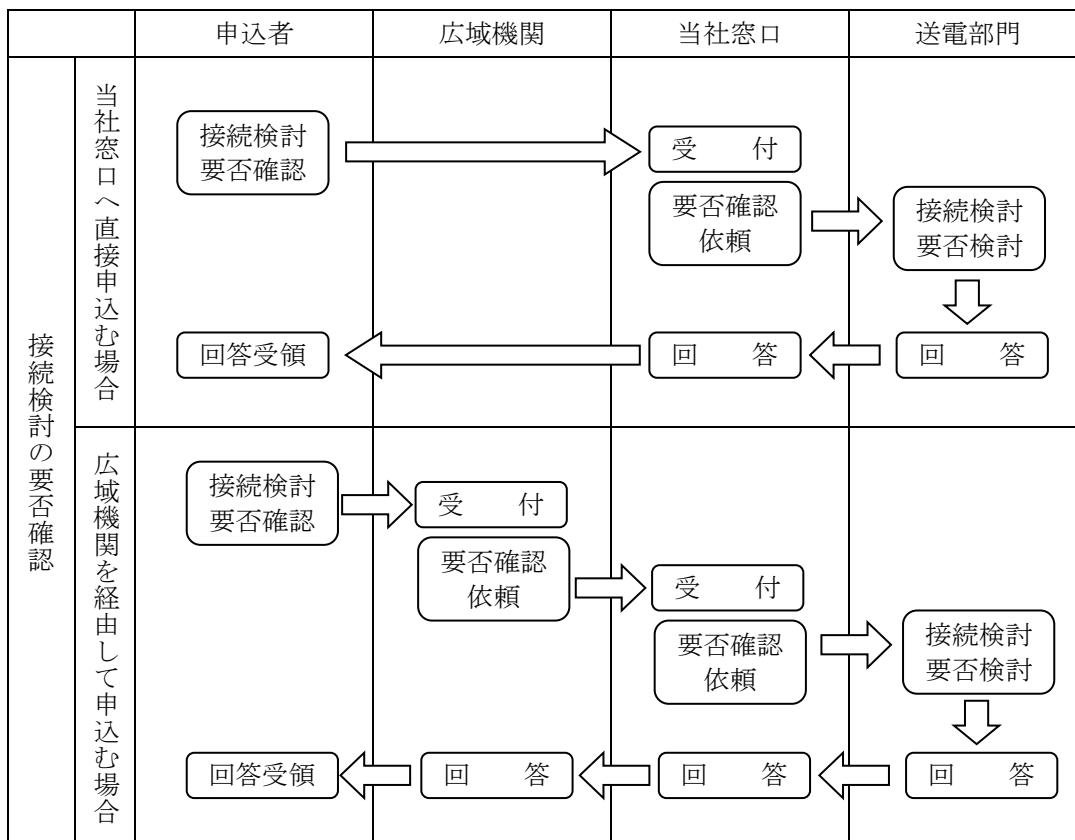 申込者
広域機関
当社窓口
送電部門
接続検討の要否確認
当社窓口へ直接申込む場合
接続検討
要否確認
受　付
要否確認
依頼
接続検討
要否検討
回答受領
回　答
回　答
広域機関を経由して申込む場合
接続検討
要否確認
受　付
要否確認
依頼
受　付
要否確認
依頼
接続検討
要否検討
回答受領
回　答
回　答
回　答